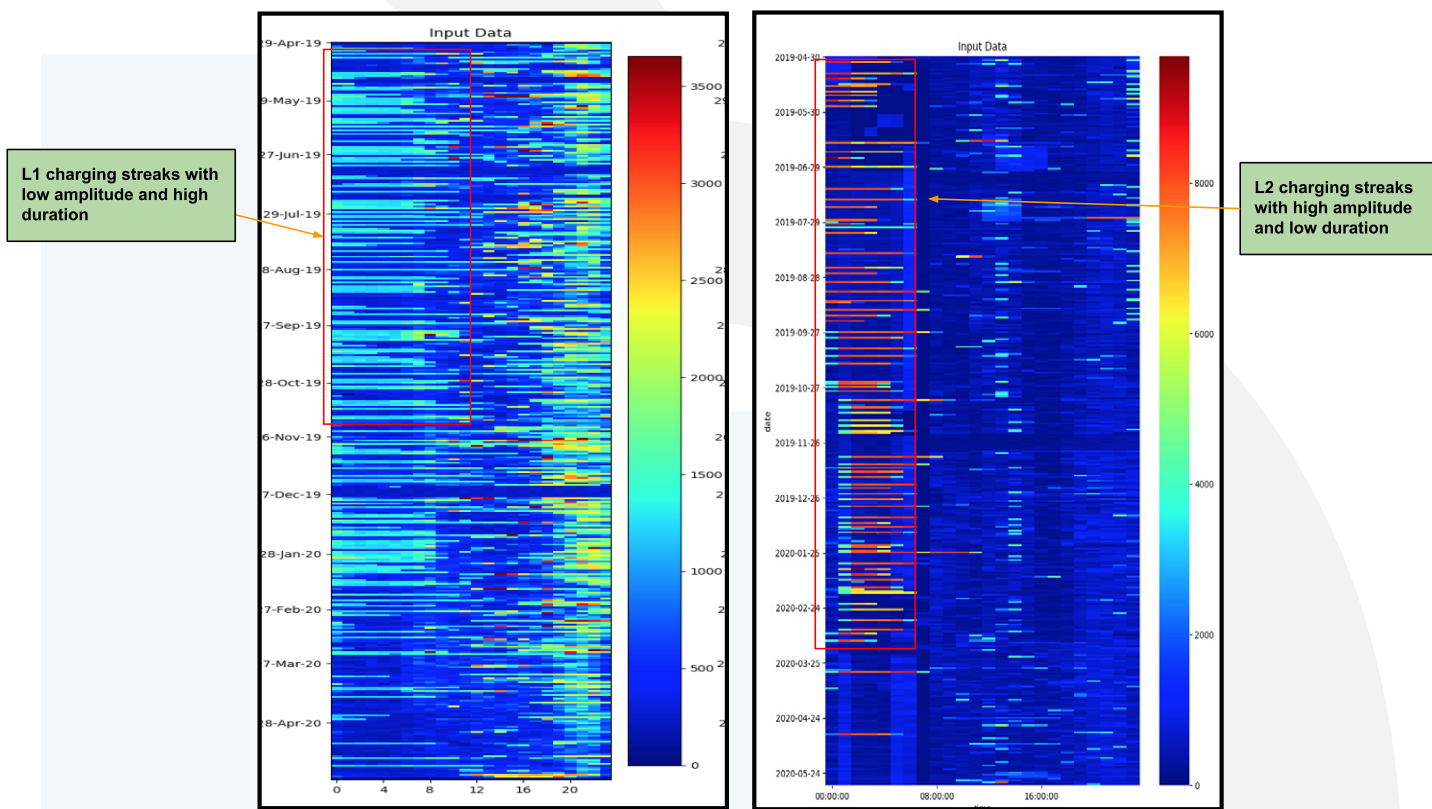 L1 charging streaks with
low amplitude and high
duration
Input Data
29-Apr-19
9-May-19
27-Jun-19
29-Jul-19
8-Aug-19
7-Sep-19
28-Oct-19
6-Nov-19
7-Dec-19
28-Jan-20
27-Feb-20
7-Mar-20
28-Apr-20
0
4
8
12
16
20
3500
3000
2500
2000
1500
1000
500
0
Input Data
date
2019-04-30
2019-05-30
2019-06-29
2019-07-29
2019-08-28
2019-09-27
2019-10-27
2019-11-26
2019-12-26
2020-01-25
2020-02-24
2020-03-25
2020-04-24
2020-05-24
00:00:00
08:00:00
16:00:00
8000
6000
4000
2000
0
L2 charging streaks
with high amplitude
and low duration